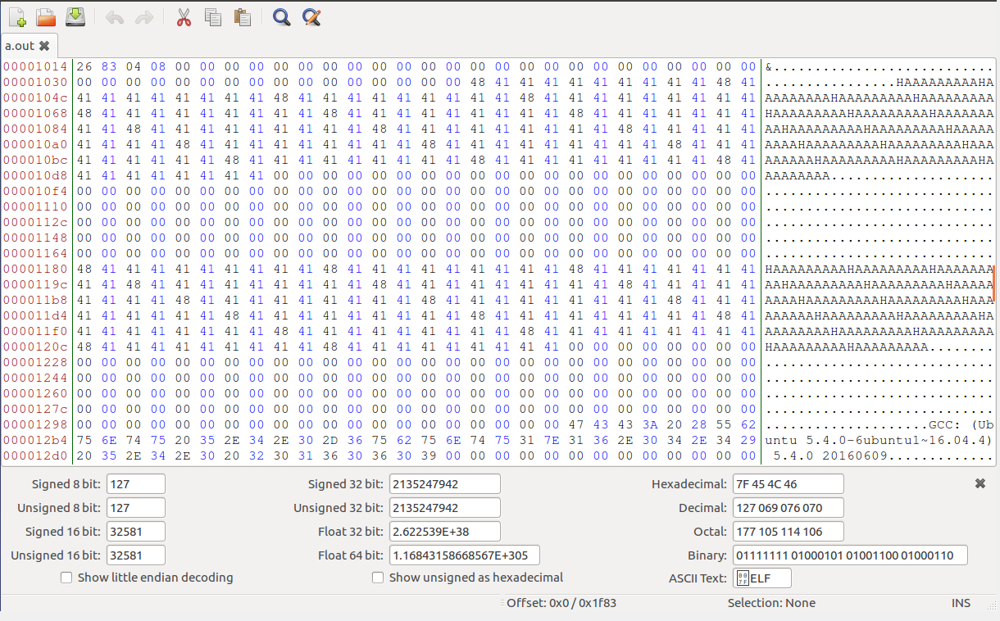 a.out
00001014 26 83 04 08 00 00 00 00 00 00 00 00 00 00 00 00 00 00 00 00 00 00 00 00 00 00 00 00 &...........................
00001030 00 00 00 00 00 00 00 00 00 00 00 00 00 00 00 00 48 41 41 41 41 41 41 41 41 41 48 41 ................HAAAAAAAAAHA
0000104c 41 41 41 41 41 41 41 41 48 41 41 41 41 41 41 41 41 41 48 41 41 41 41 41 41 41 41 41 AAAAAAAAHAAAAAAAAAHAAAAAAAAA
00001068 48 41 41 41 41 41 41 41 41 41 48 41 41 41 41 41 41 41 41 41 48 41 41 41 41 41 41 41 HAAAAAAAAAHAAAAAAAAAHAAAAAAA
00001084 41 41 48 41 41 41 41 41 41 41 41 41 48 41 41 41 41 41 41 41 41 41 48 41 41 41 41 41 AAHAAAAAAAAAHAAAAAAAAAHAAAAA
000010a0 41 41 41 41 48 41 41 41 41 41 41 41 41 41 48 41 41 41 41 41 41 41 41 41 48 41 41 41 AAAAHAAAAAAAAAHAAAAAAAAAHAAA
000010bc 41 41 41 41 41 41 48 41 41 41 41 41 41 41 41 41 48 41 41 41 41 41 41 41 41 41 48 41 AAAAAAHAAAAAAAAAHAAAAAAAAAHA
000010d8 41 41 41 41 41 41 41 41 00 00 00 00 00 00 00 00 00 00 00 00 00 00 00 00 00 00 00 00 AAAAAAAA....................
000010f4 00 00 00 00 00 00 00 00 00 00 00 00 00 00 00 00 00 00 00 00 00 00 00 00 00 00 00 00 ............................
00001110 00 00 00 00 00 00 00 00 00 00 00 00 00 00 00 00 00 00 00 00 00 00 00 00 00 00 00 00 ............................
0000112c 00 00 00 00 00 00 00 00 00 00 00 00 00 00 00 00 00 00 00 00 00 00 00 00 00 00 00 00 ............................
00001148 00 00 00 00 00 00 00 00 00 00 00 00 00 00 00 00 00 00 00 00 00 00 00 00 00 00 00 00 ............................
00001164 00 00 00 00 00 00 00 00 00 00 00 00 00 00 00 00 00 00 00 00 00 00 00 00 00 00 00 00 ............................
00001180 48 41 41 41 41 41 41 41 41 41 48 41 41 41 41 41 41 41 41 41 48 41 41 41 41 41 41 41 HAAAAAAAAAHAAAAAAAAAHAAAAAAA
0000119c 41 41 48 41 41 41 41 41 41 41 41 41 48 41 41 41 41 41 41 41 41 41 48 41 41 41 41 41 AAHAAAAAAAAAHAAAAAAAAAHAAAAA
000011b8 41 41 41 41 48 41 41 41 41 41 41 41 41 41 48 41 41 41 41 41 41 41 41 41 48 41 41 41 AAAAHAAAAAAAAAHAAAAAAAAAHAAA
000011d4 41 41 41 41 41 41 48 41 41 41 41 41 41 41 41 41 48 41 41 41 41 41 41 41 41 41 48 41 AAAAAAHAAAAAAAAAHAAAAAAAAAHA
000011f0 41 41 41 41 41 41 41 41 48 41 41 41 41 41 41 41 41 41 48 41 41 41 41 41 41 41 41 41 AAAAAAAAHAAAAAAAAAHAAAAAAAAA
0000120c 48 41 41 41 41 41 41 41 41 41 48 41 41 41 41 41 41 41 41 41 00 00 00 00 00 00 00 00 HAAAAAAAAAHAAAAAAAAA........
00001228 00 00 00 00 00 00 00 00 00 00 00 00 00 00 00 00 00 00 00 00 00 00 00 00 00 00 00 00 ............................
00001244 00 00 00 00 00 00 00 00 00 00 00 00 00 00 00 00 00 00 00 00 00 00 00 00 00 00 00 00 ............................
00001260 00 00 00 00 00 00 00 00 00 00 00 00 00 00 00 00 00 00 00 00 00 00 00 00 00 00 00 00 ............................
0000127c 00 00 00 00 00 00 00 00 00 00 00 00 00 00 00 00 00 00 00 00 00 00 00 00 00 00 00 00 ............................
00001298 00 00 00 00 00 00 00 00 00 00 00 00 00 00 00 00 00 00 00 00 47 43 43 3A 20 28 55 62 ....................GCC: (Ub
000012b4 75 6E 74 75 20 35 2E 34 2E 30 2D 36 75 62 75 6E 74 75 31 7E 31 36 2E 30 34 2E 34 29 untu 5.4.0-6ubuntu1~16.04.4)
000012d0 20 35 2E 34 2E 30 20 32 30 31 36 30 36 30 39 00 00 00 00 00 00 00 00 00 00 00 00 00  5.4.0 20160609.............
Signed 8 bit: 127 Signed 32 bit: 2135247942 Hexadecimal: 7F 45 4C 46
Unsigned 8 bit: 127 Unsigned 32 bit: 2135247942 Decimal: 127 069 076 070
Signed 16 bit: 32581 Float 32 bit: 2.622539E+38 Octal: 177 105 114 106
Unsigned 16 bit: 32581 Float 64 bit: 1.16843158668567E+305 Binary: 01111111 01000101 01001100 01000110
Show little endian decoding Show unsigned as hexadecimal ASCII Text: 007F ELF
Offset: 0x0 / 0x1f83 Selection: None INS